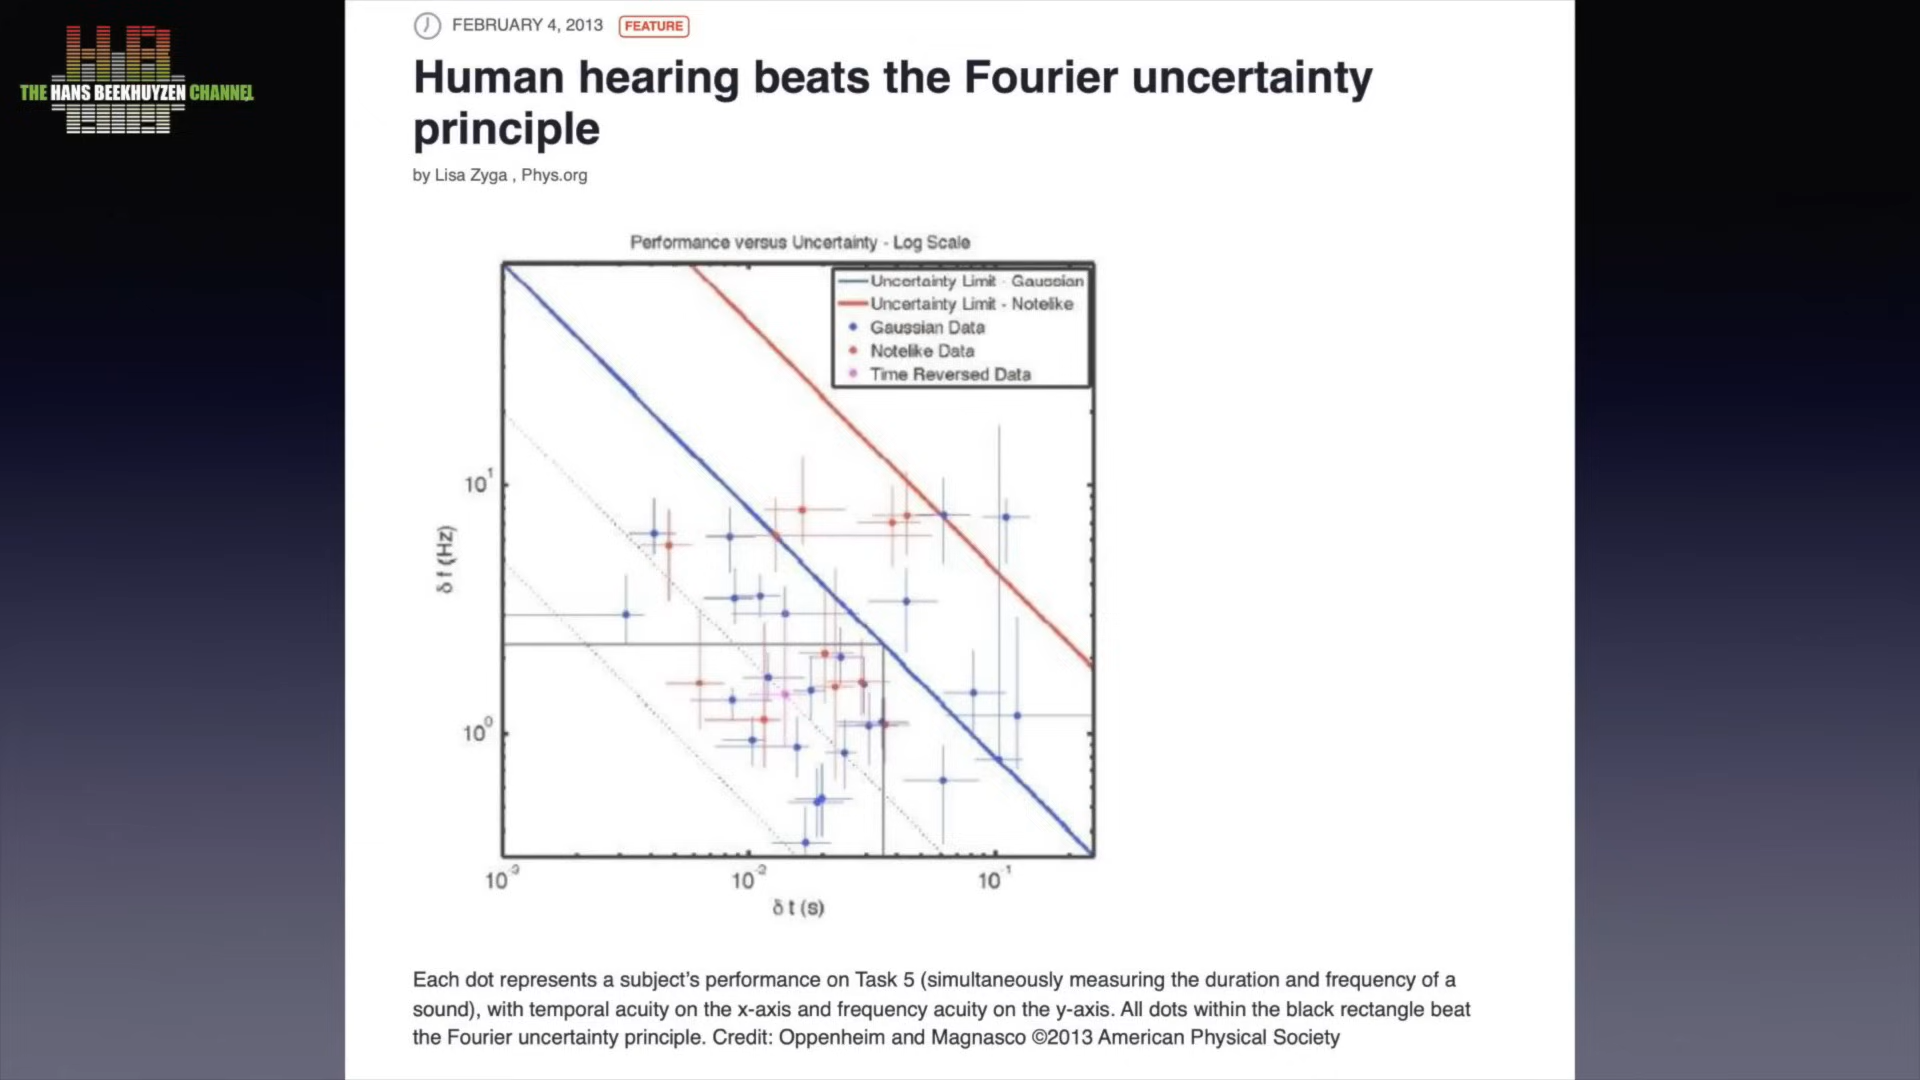 THE HANS BEEKHUYZEN CHANNEL
FEBRUARY 4, 2013 FEATURE
Human hearing beats the Fourier uncertainty
principle
by Lisa Zyga , Phys.org
Performance versus Uncertainty - Log Scale
Uncertainty Limit - Gaussian
Uncertainty Limit - Notelike
Gaussian Data
Notelike Data
Time Reversed Data
10¹
δ f (Hz)
10⁰
10⁻³ 10⁻² 10⁻¹
δ t (s)
Each dot represents a subject's performance on Task 5 (simultaneously measuring the duration and frequency of a
sound), with temporal acuity on the x-axis and frequency acuity on the y-axis. All dots within the black rectangle beat
the Fourier uncertainty principle. Credit: Oppenheim and Magnasco ©2013 American Physical Society